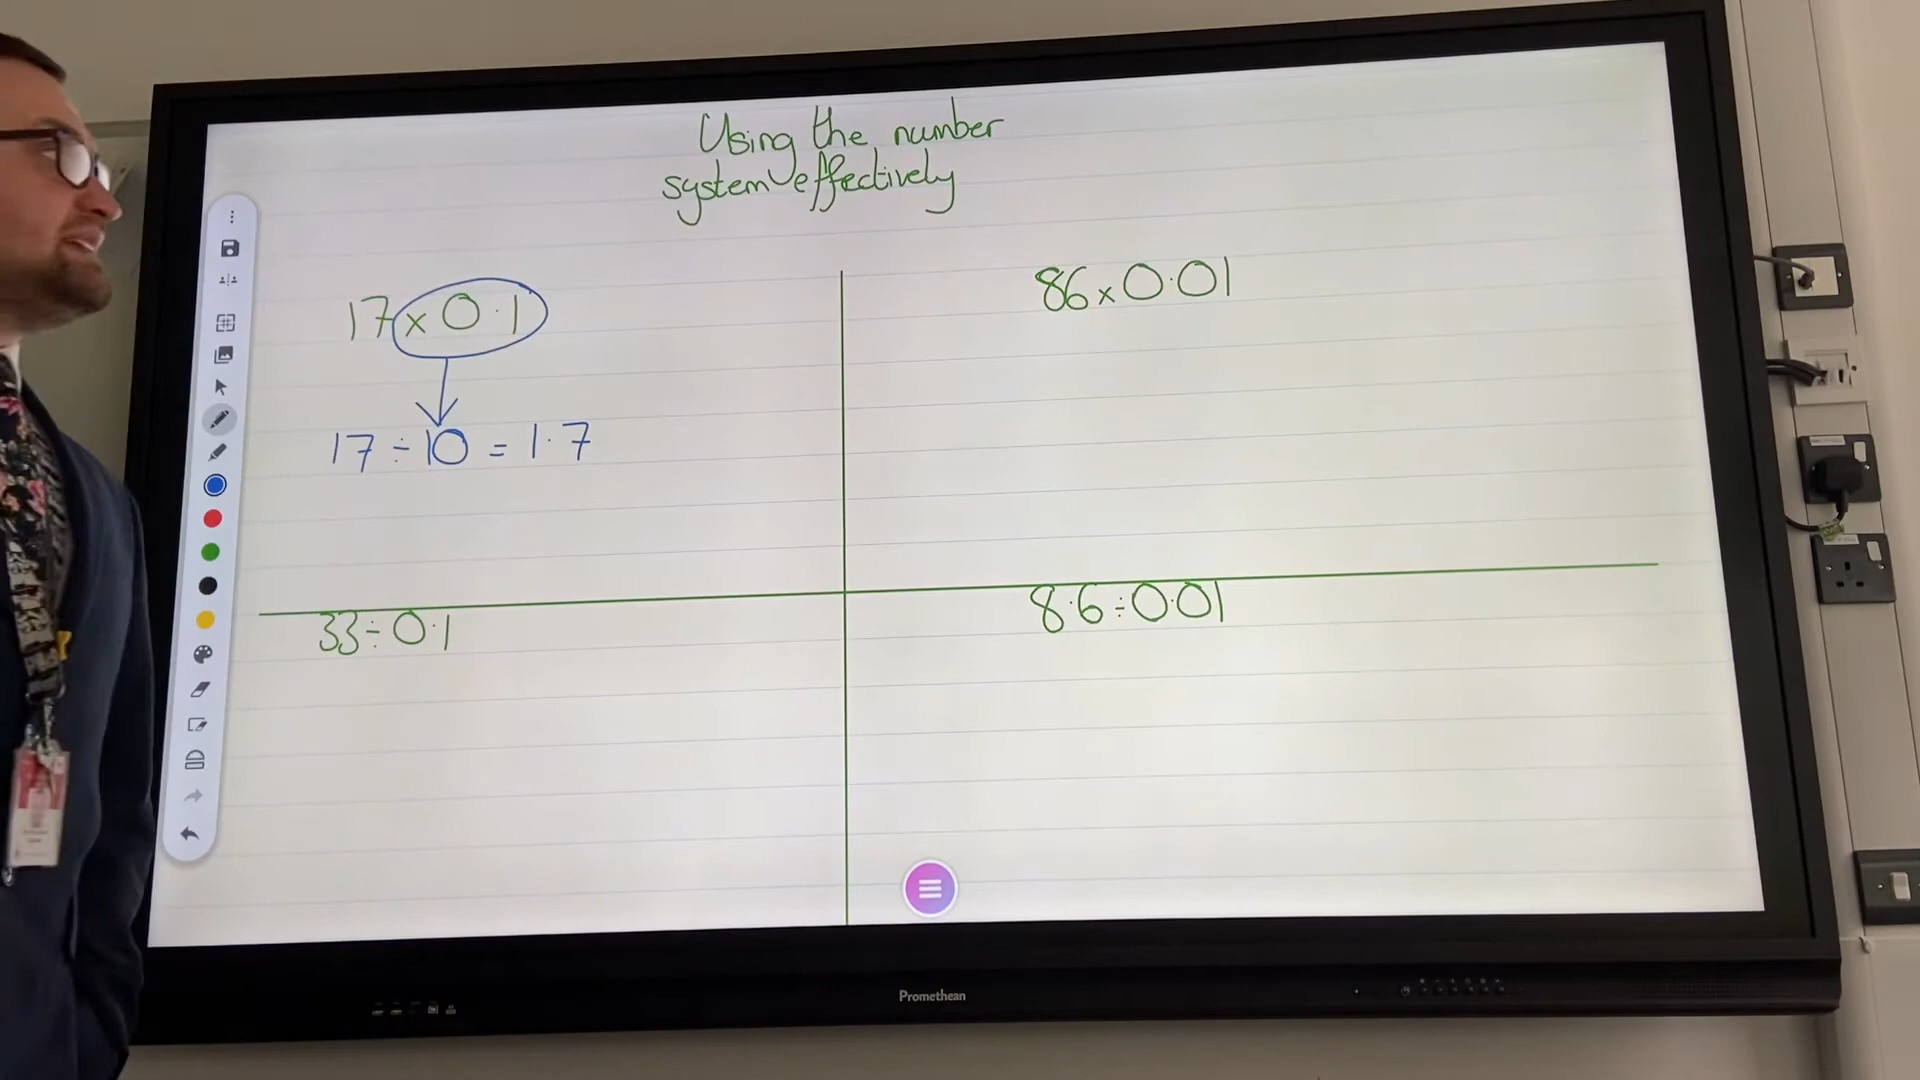 Using the number
system effectively
17 × 0·1
17 ÷ 10 = 1·7
86 × 0·01
33 ÷ 0·1
8·6 ÷ 0·01
Promethean